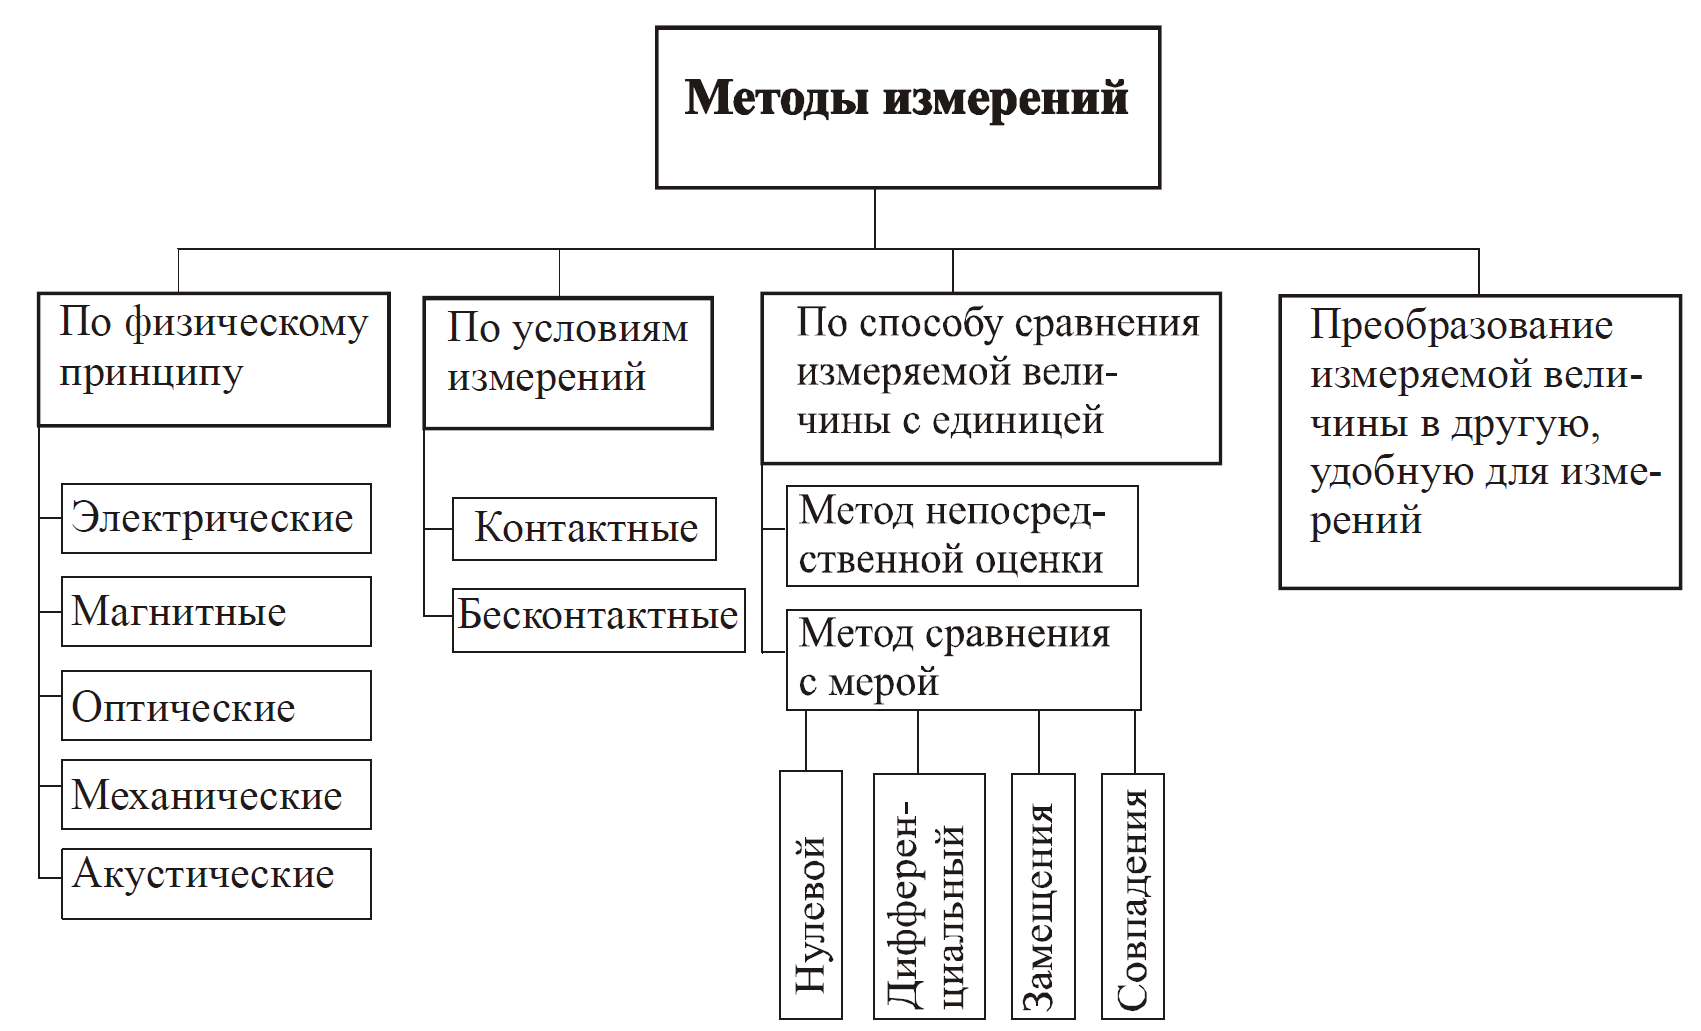 Методы измерений
По физическому
принципу
Электрические
Магнитные
Оптические
Механические
Акустические
По условиям
измерений
Контактные
Бесконтактные
По способу сравнения
измеряемой вели-
чины с единицей
Метод непосред-
ственной оценки
Метод сравнения
с мерой
Нулевой
Дифферен-
циальный
Замещения
Совпадения
Преобразование
измеряемой вели-
чины в другую,
удобную для изме-
рений